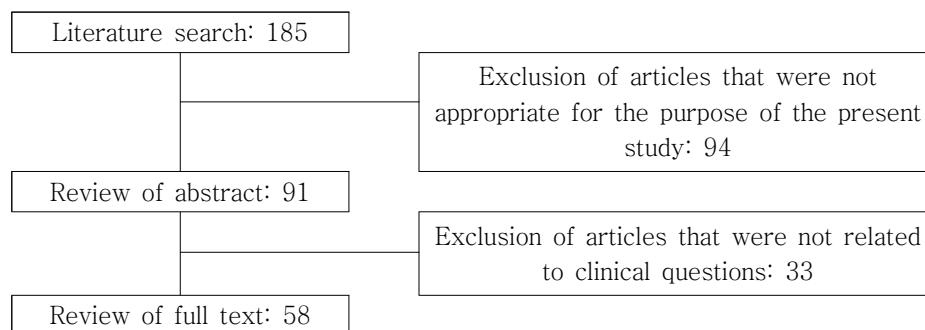 Literature search: 185
Exclusion of articles that were not
appropriate for the purpose of the present
study: 94
Review of abstract: 91
Exclusion of articles that were not related
to clinical questions: 33
Review of full text: 58